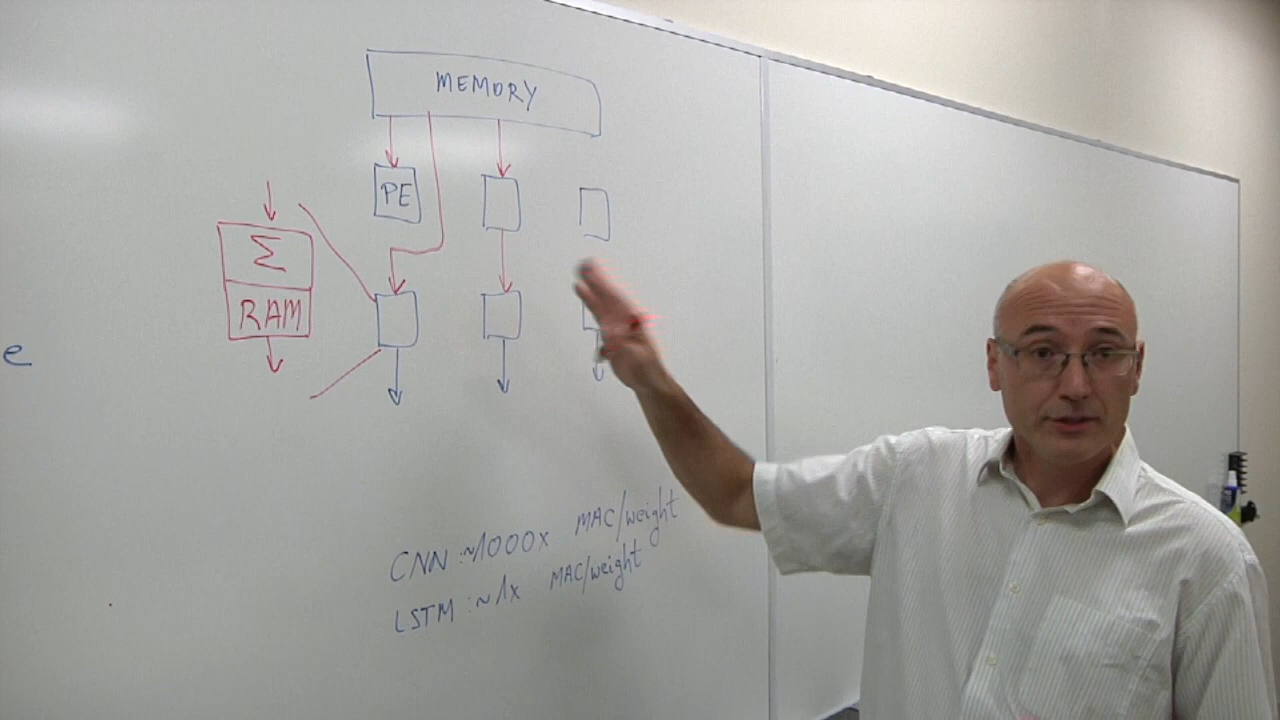 MEMORY
PE
Σ
RAM
e
CNN : ~1000x MAC/weight
LSTM : ~1x MAC/weight